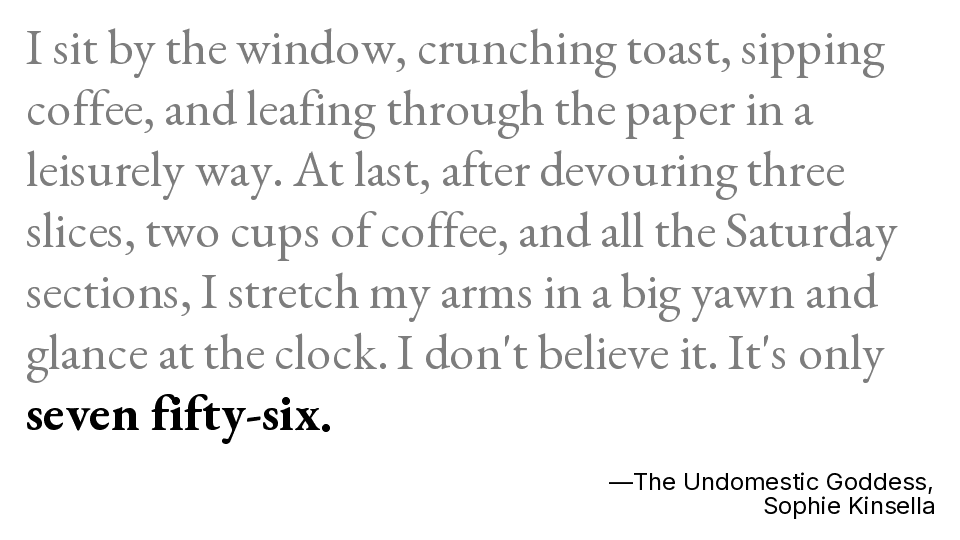 I sit by the window, crunching toast, sipping
coffee, and leafing through the paper in a
leisurely way. At last, after devouring three
slices, two cups of coffee, and all the Saturday
sections, I stretch my arms in a big yawn and
glance at the clock. I don't believe it. It's only
seven fifty-six.
—The Undomestic Goddess,
Sophie Kinsella